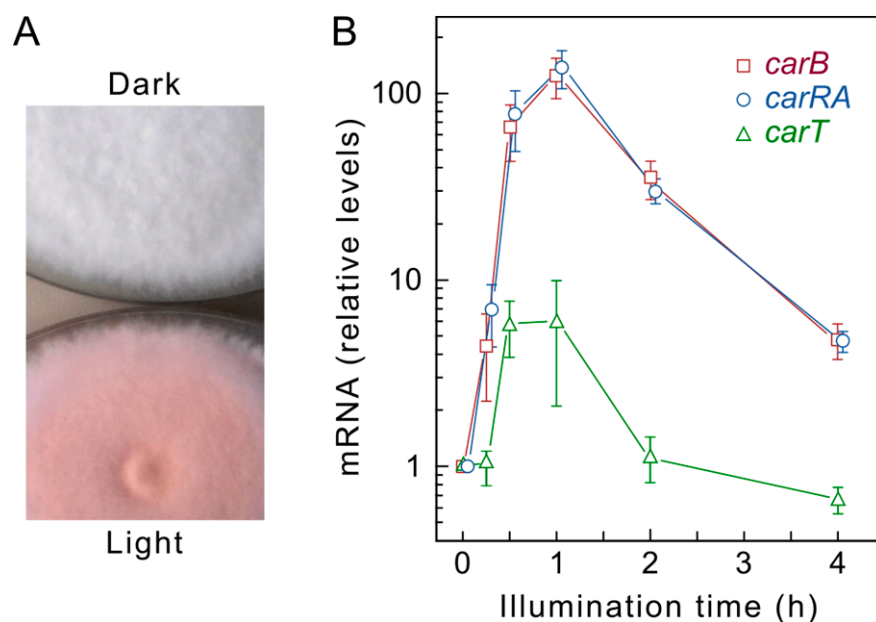 A
Dark
Light
B
carB
carRA
carT
mRNA (relative levels)
100
10
1
0
1
2
3
4
Illumination time (h)